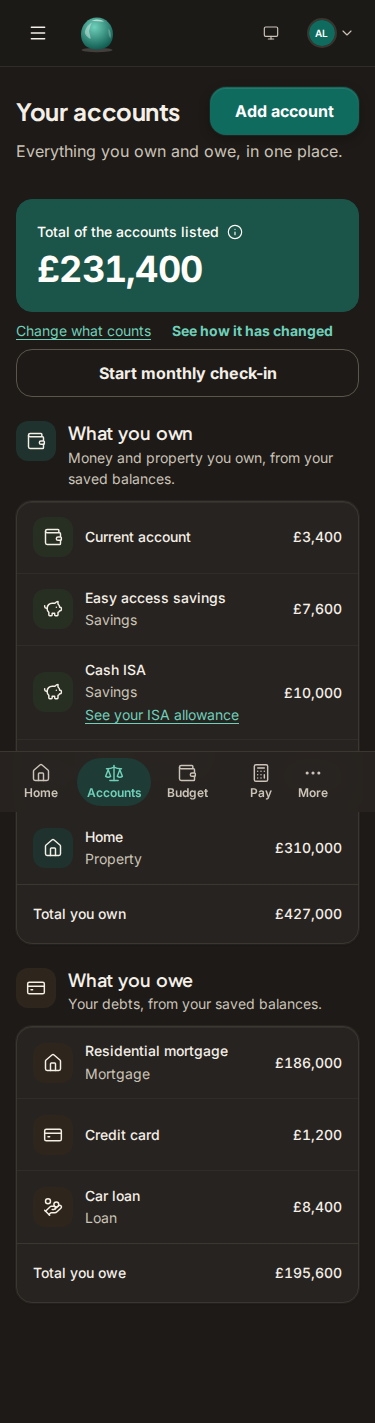 AL
Your accounts
Add account
Everything you own and owe, in one place.
Total of the accounts listed
£231,400
Change what counts
See how it has changed
Start monthly check-in
What you own
Money and property you own, from your
saved balances.
Current account
£3,400
Easy access savings
Savings
£7,600
Cash ISA
Savings
See your ISA allowance
£10,000
Home
Accounts
Budget
Pay
More
Home
Property
£310,000
Total you own
£427,000
What you owe
Your debts, from your saved balances.
Residential mortgage
Mortgage
£186,000
Credit card
£1,200
Car loan
Loan
£8,400
Total you owe
£195,600